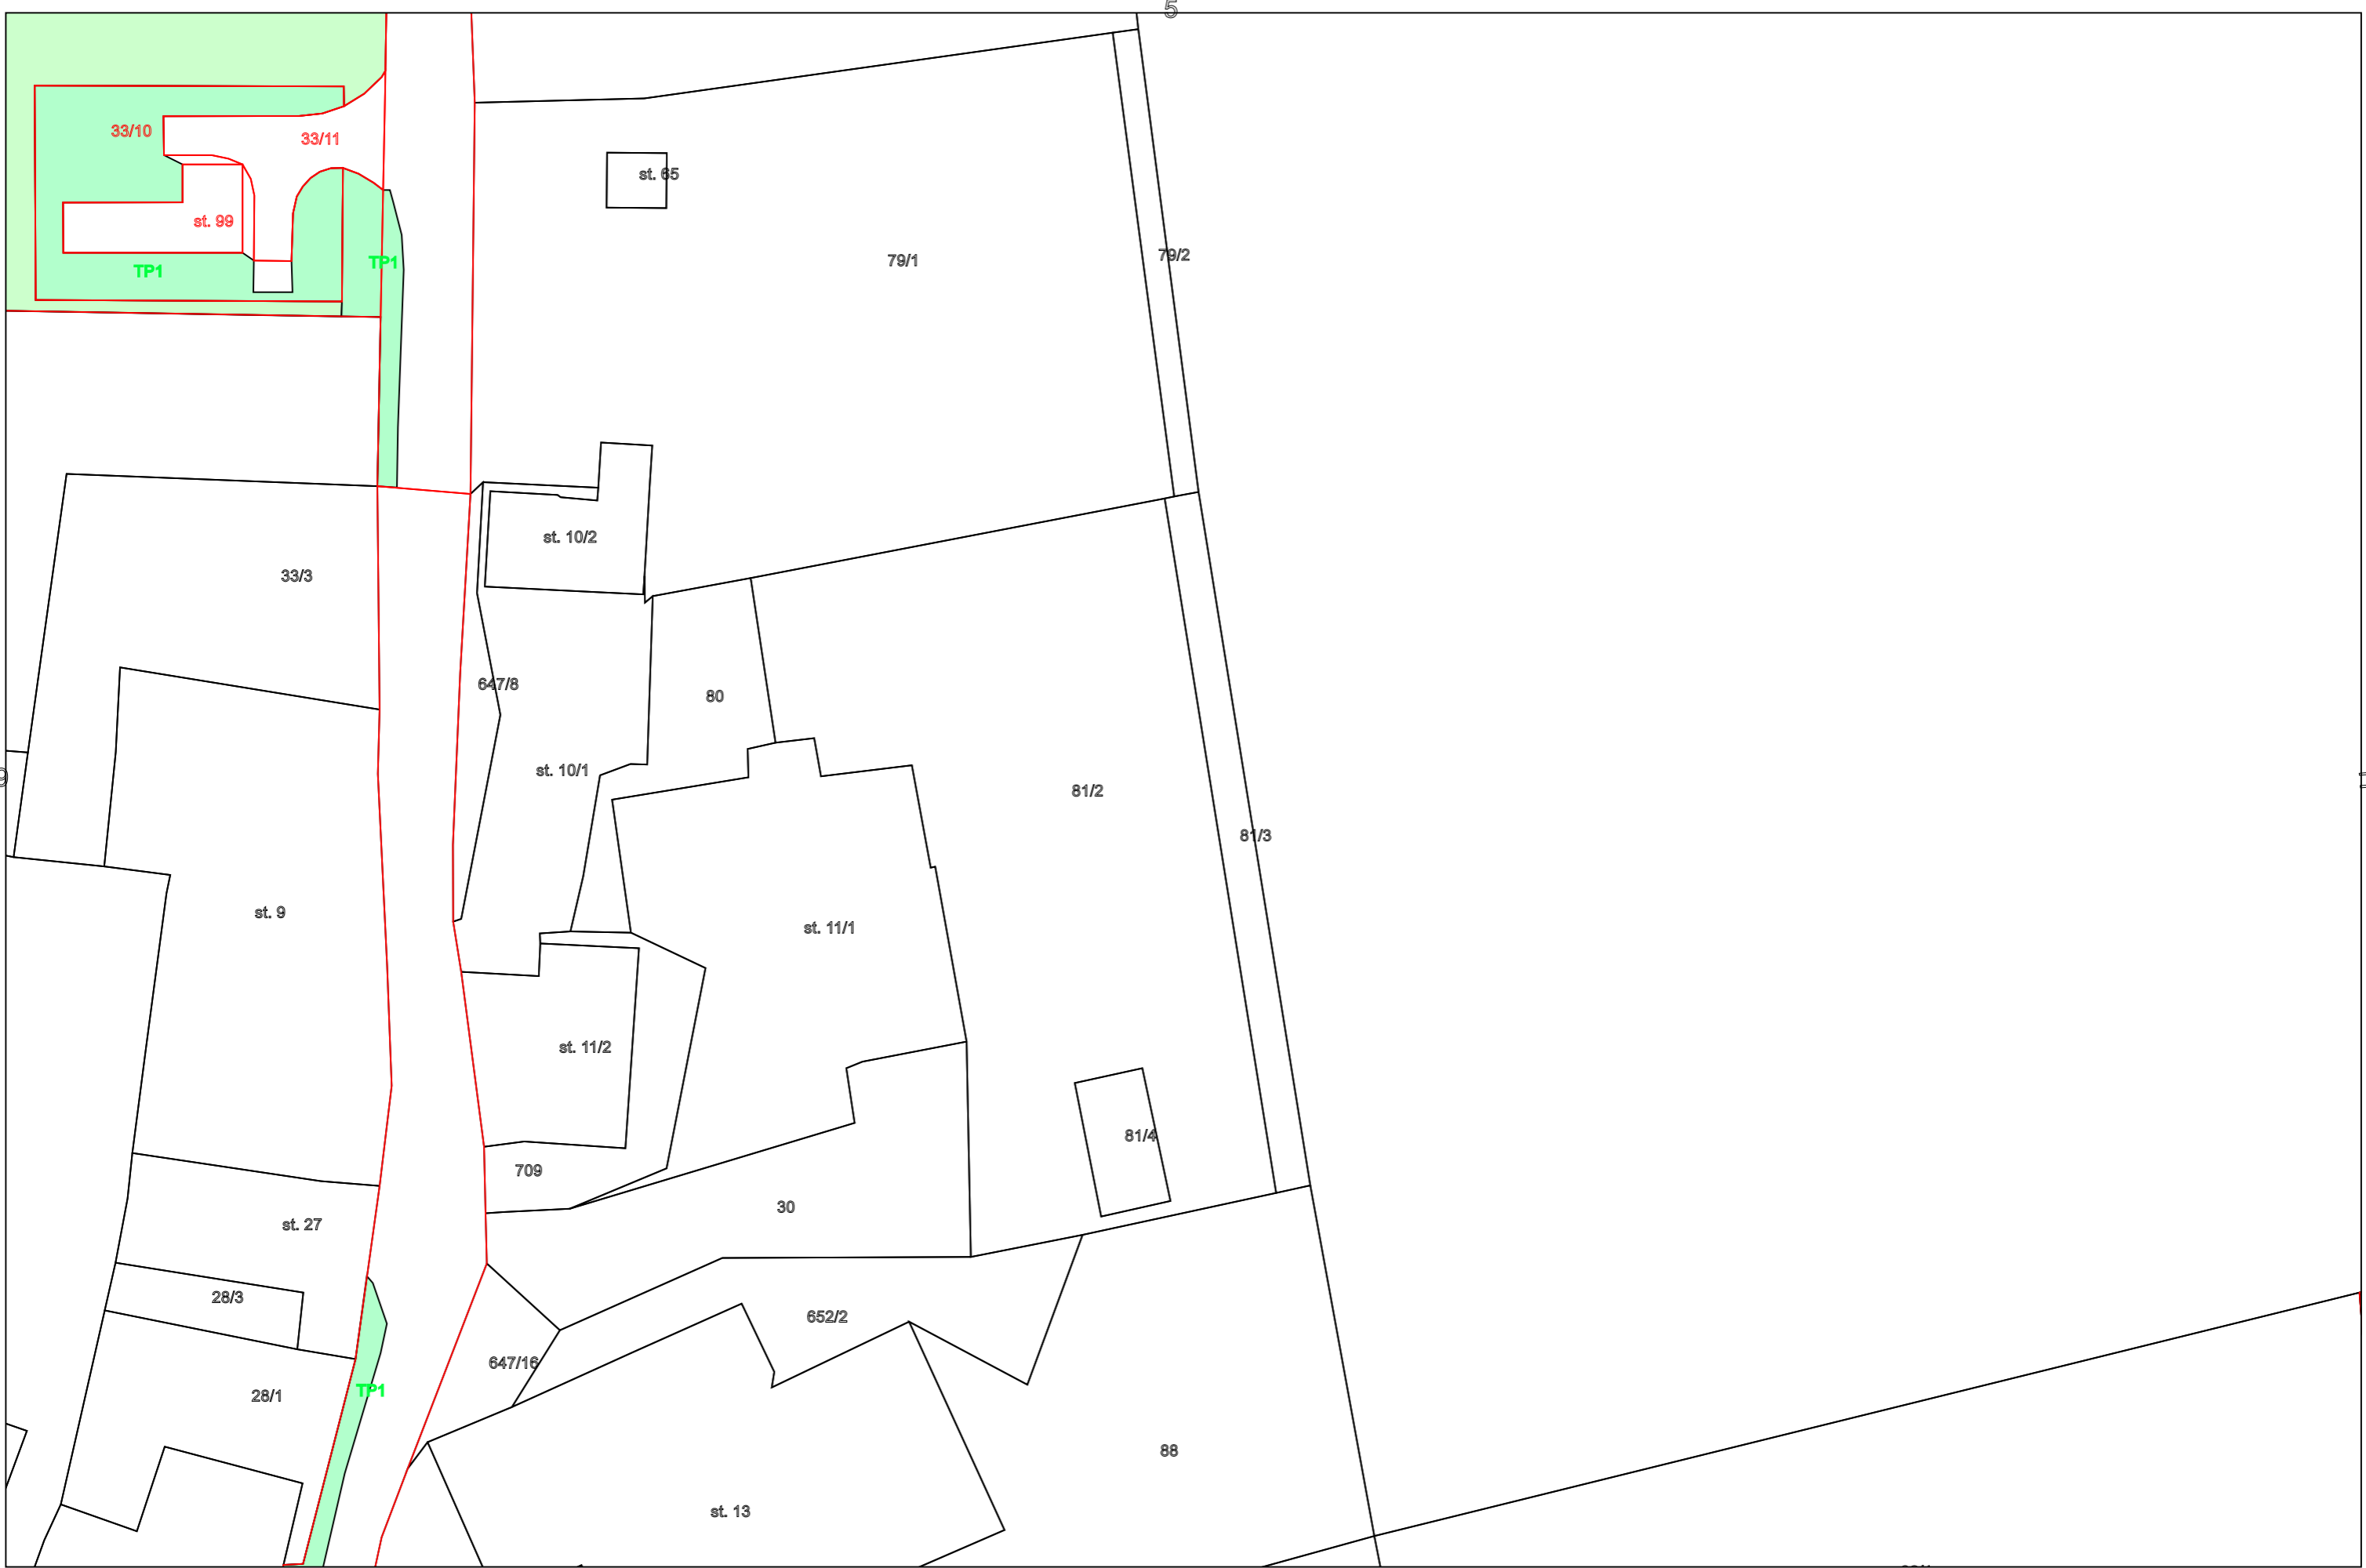 5
33/10
33/11
st. 65
st. 99
79/2
79/1
TP1
TP1
st. 10/2
33/3
647/8
80
st. 10/1
9
81/2
81/3
st. 9
st. 11/1
st. 11/2
81/4
709
30
st. 27
28/3
652/2
647/16
TP1
28/1
88
st. 13